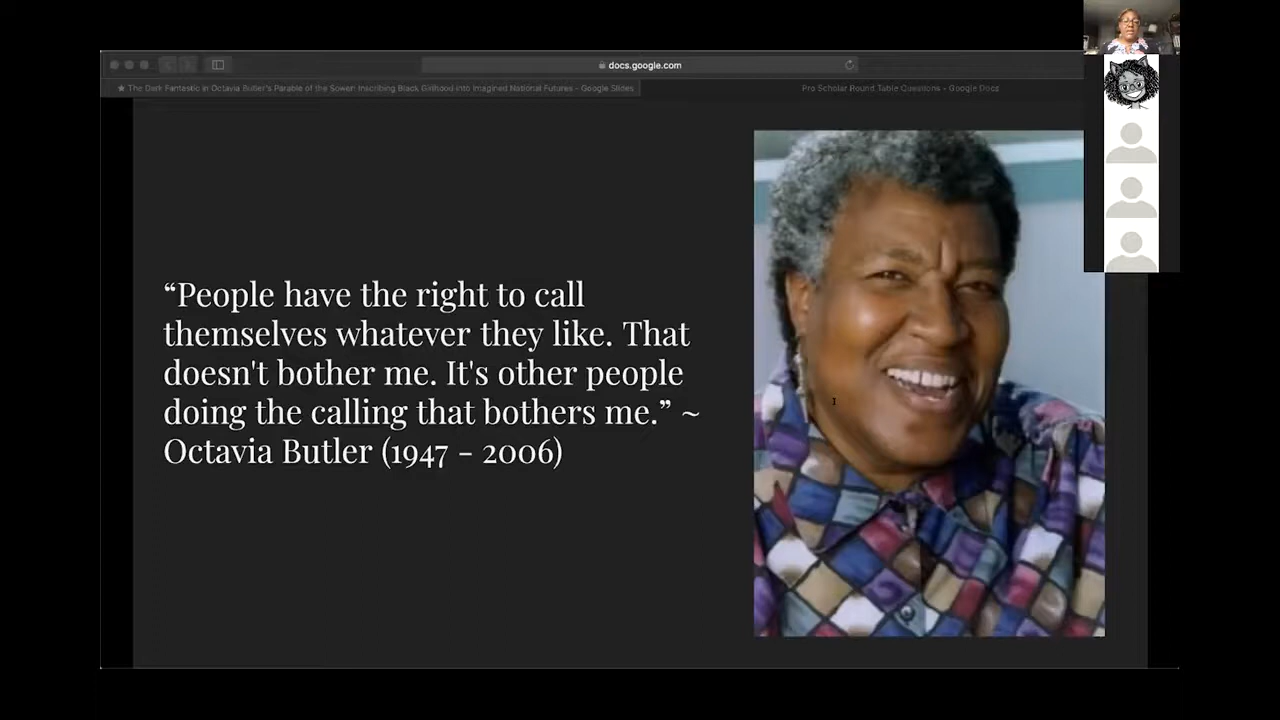 docs.google.com
★ The Dark Fantastic in Octavia Butler's Parable of the Sower: Inscribing Black Girlhood into Imagined National Futures - Google Slides
Pro Scholar Round Table Questions - Google Docs
“People have the right to call
themselves whatever they like. That
doesn't bother me. It's other people
doing the calling that bothers me.” ~
Octavia Butler (1947 - 2006)